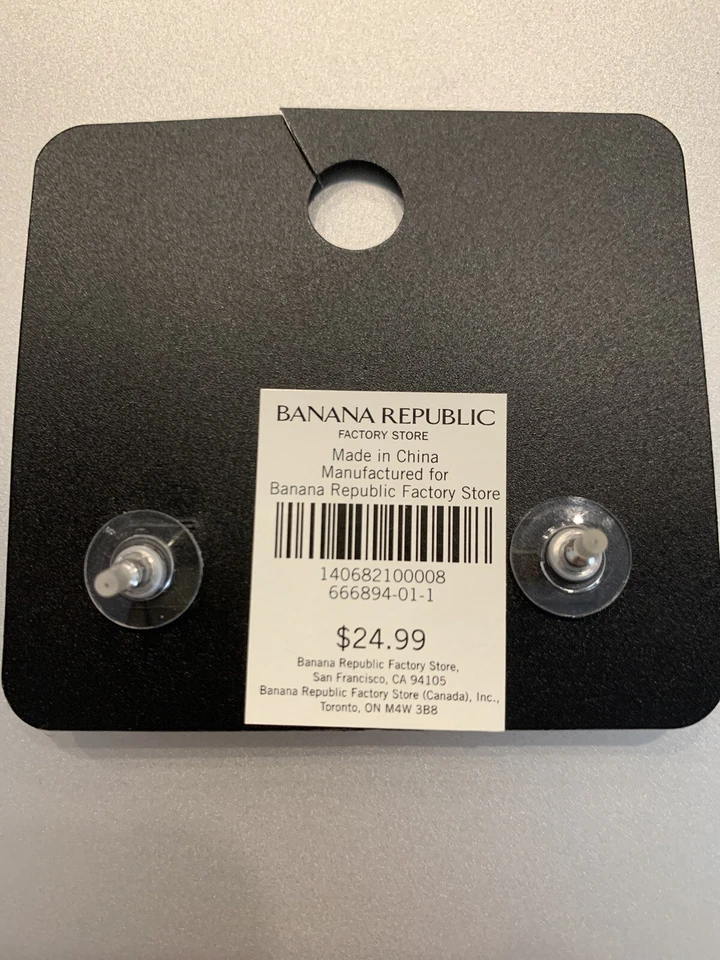 BANANA REPUBLIC
FACTORY STORE
Made in China
Manufactured for
Banana Republic Factory Store
140682100008
666894-01-1
$24.99
Banana Republic Factory Store,
San Francisco, CA 94105
Banana Republic Factory Store (Canada), Inc.,
Toronto, ON M4W 3B8